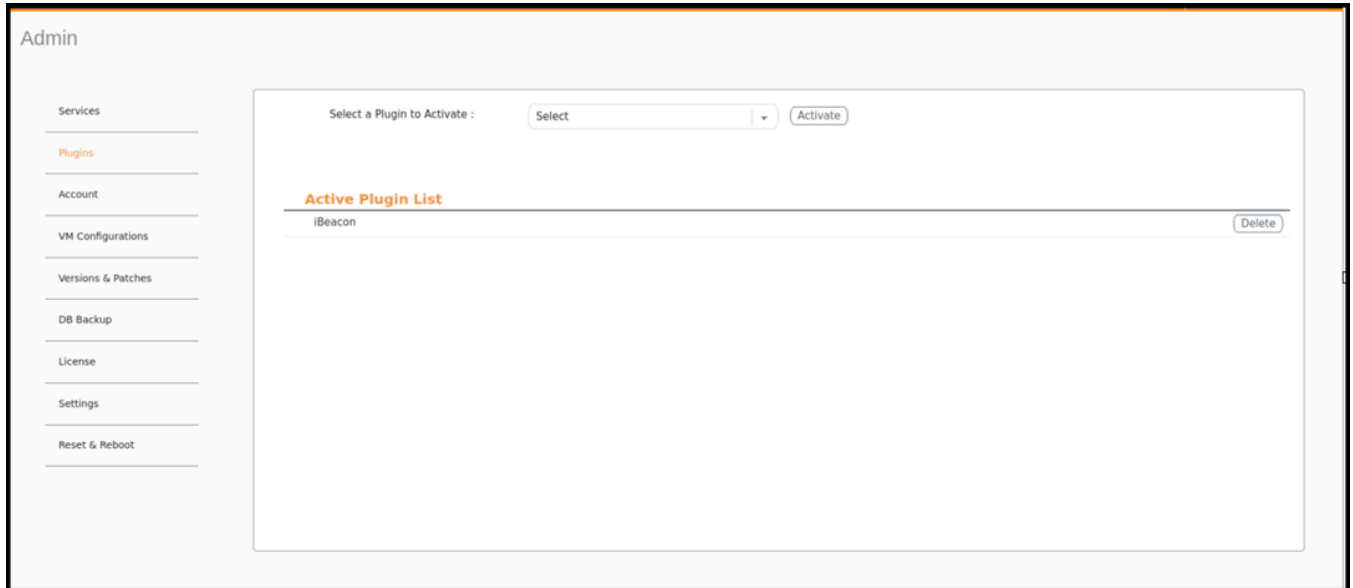 Admin
Services
Plugins
Account
VM Configurations
Versions & Patches
DB Backup
License
Settings
Reset & Reboot
Select a Plugin to Activate : Select Activate
Active Plugin List
iBeacon Delete